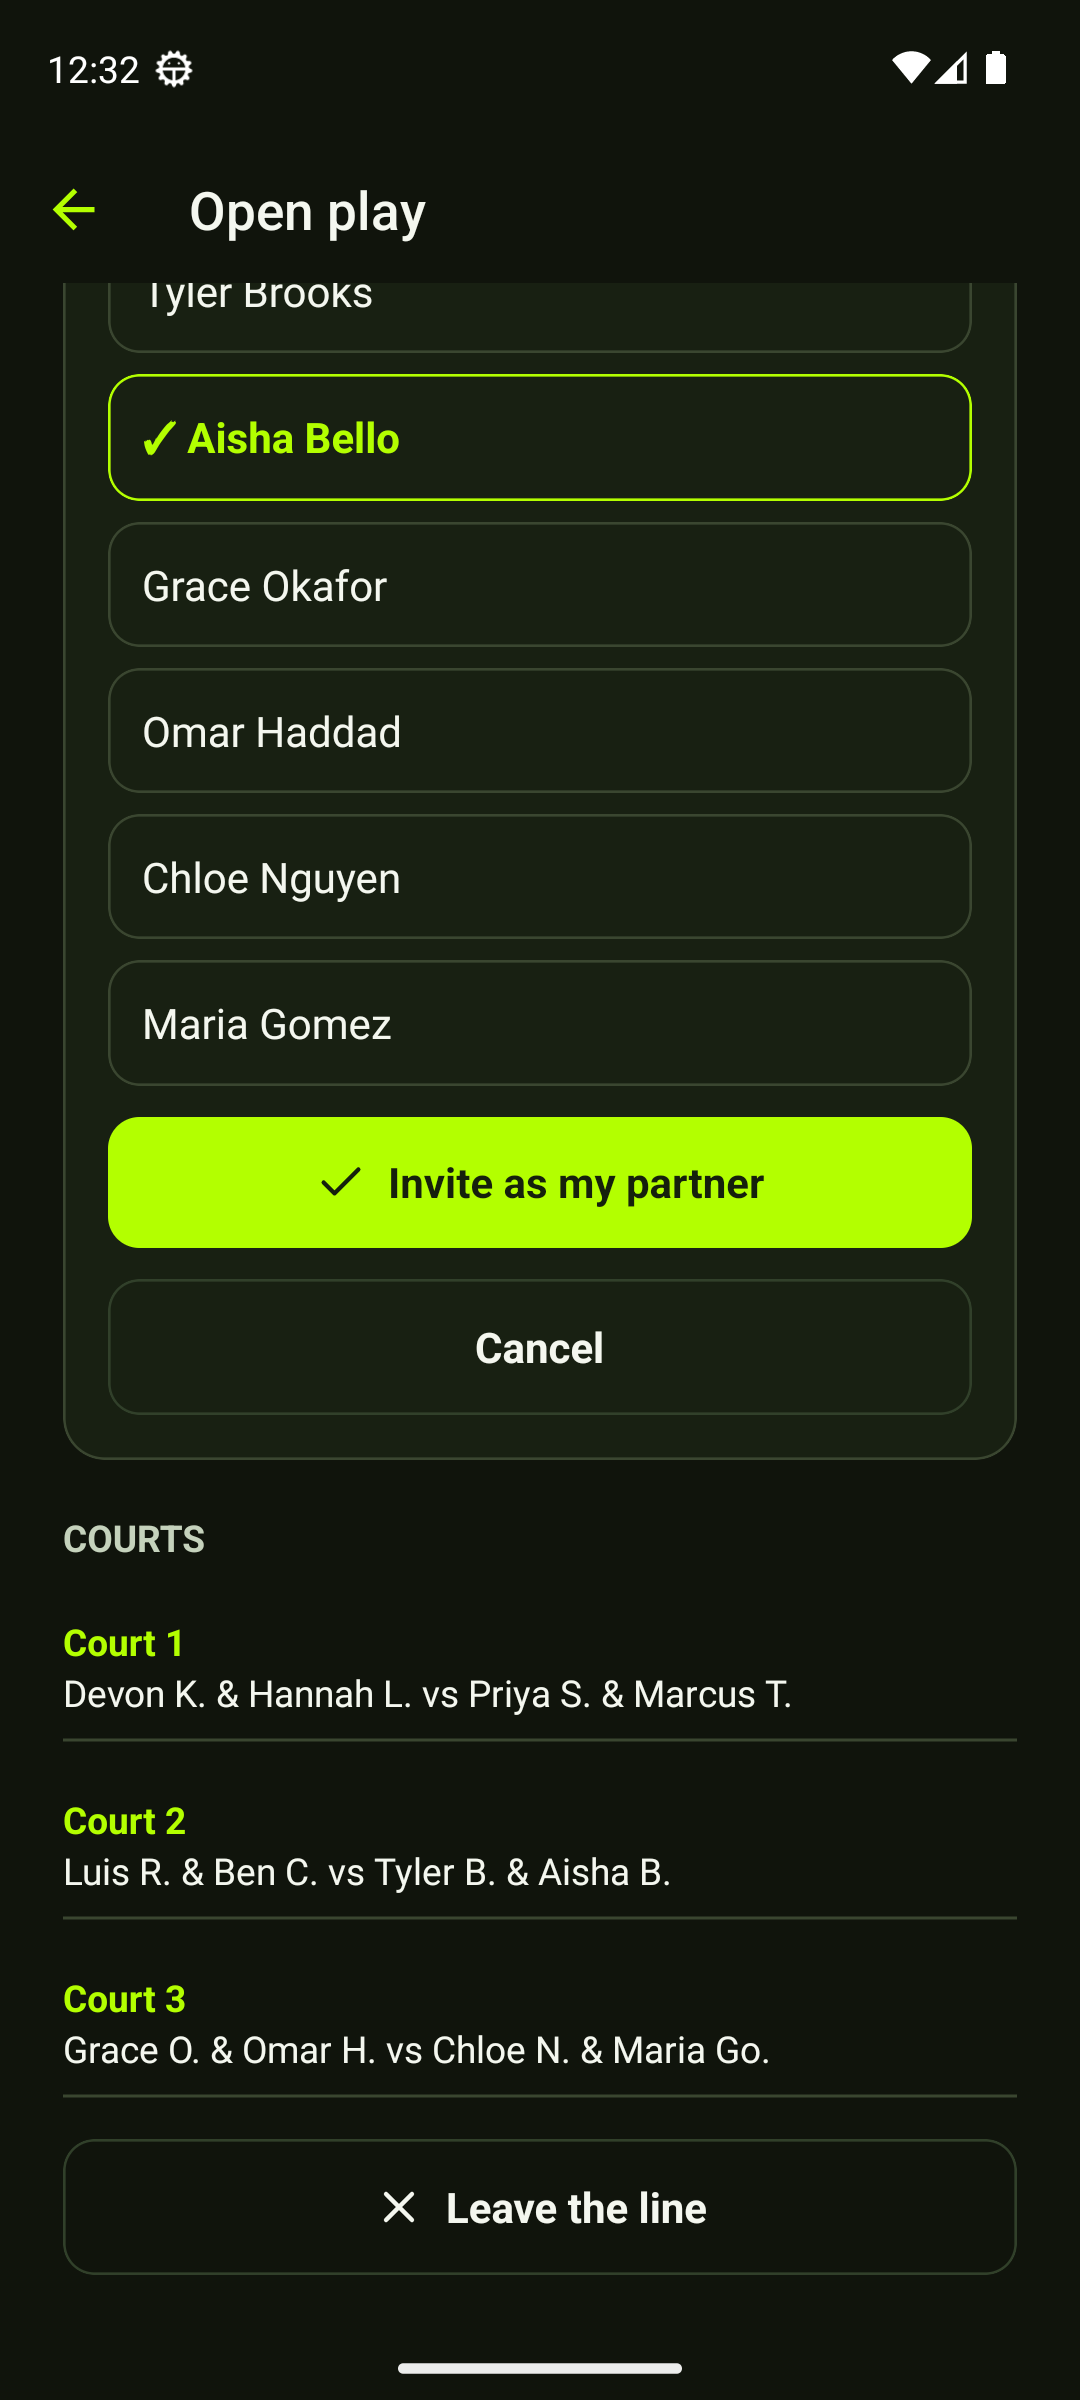 12:32
Open play
Tyler Brooks
✓ Aisha Bello
Grace Okafor
Omar Haddad
Chloe Nguyen
Maria Gomez
Invite as my partner
Cancel
COURTS
Court 1
Devon K. & Hannah L. vs Priya S. & Marcus T.
Court 2
Luis R. & Ben C. vs Tyler B. & Aisha B.
Court 3
Grace O. & Omar H. vs Chloe N. & Maria Go.
Leave the line